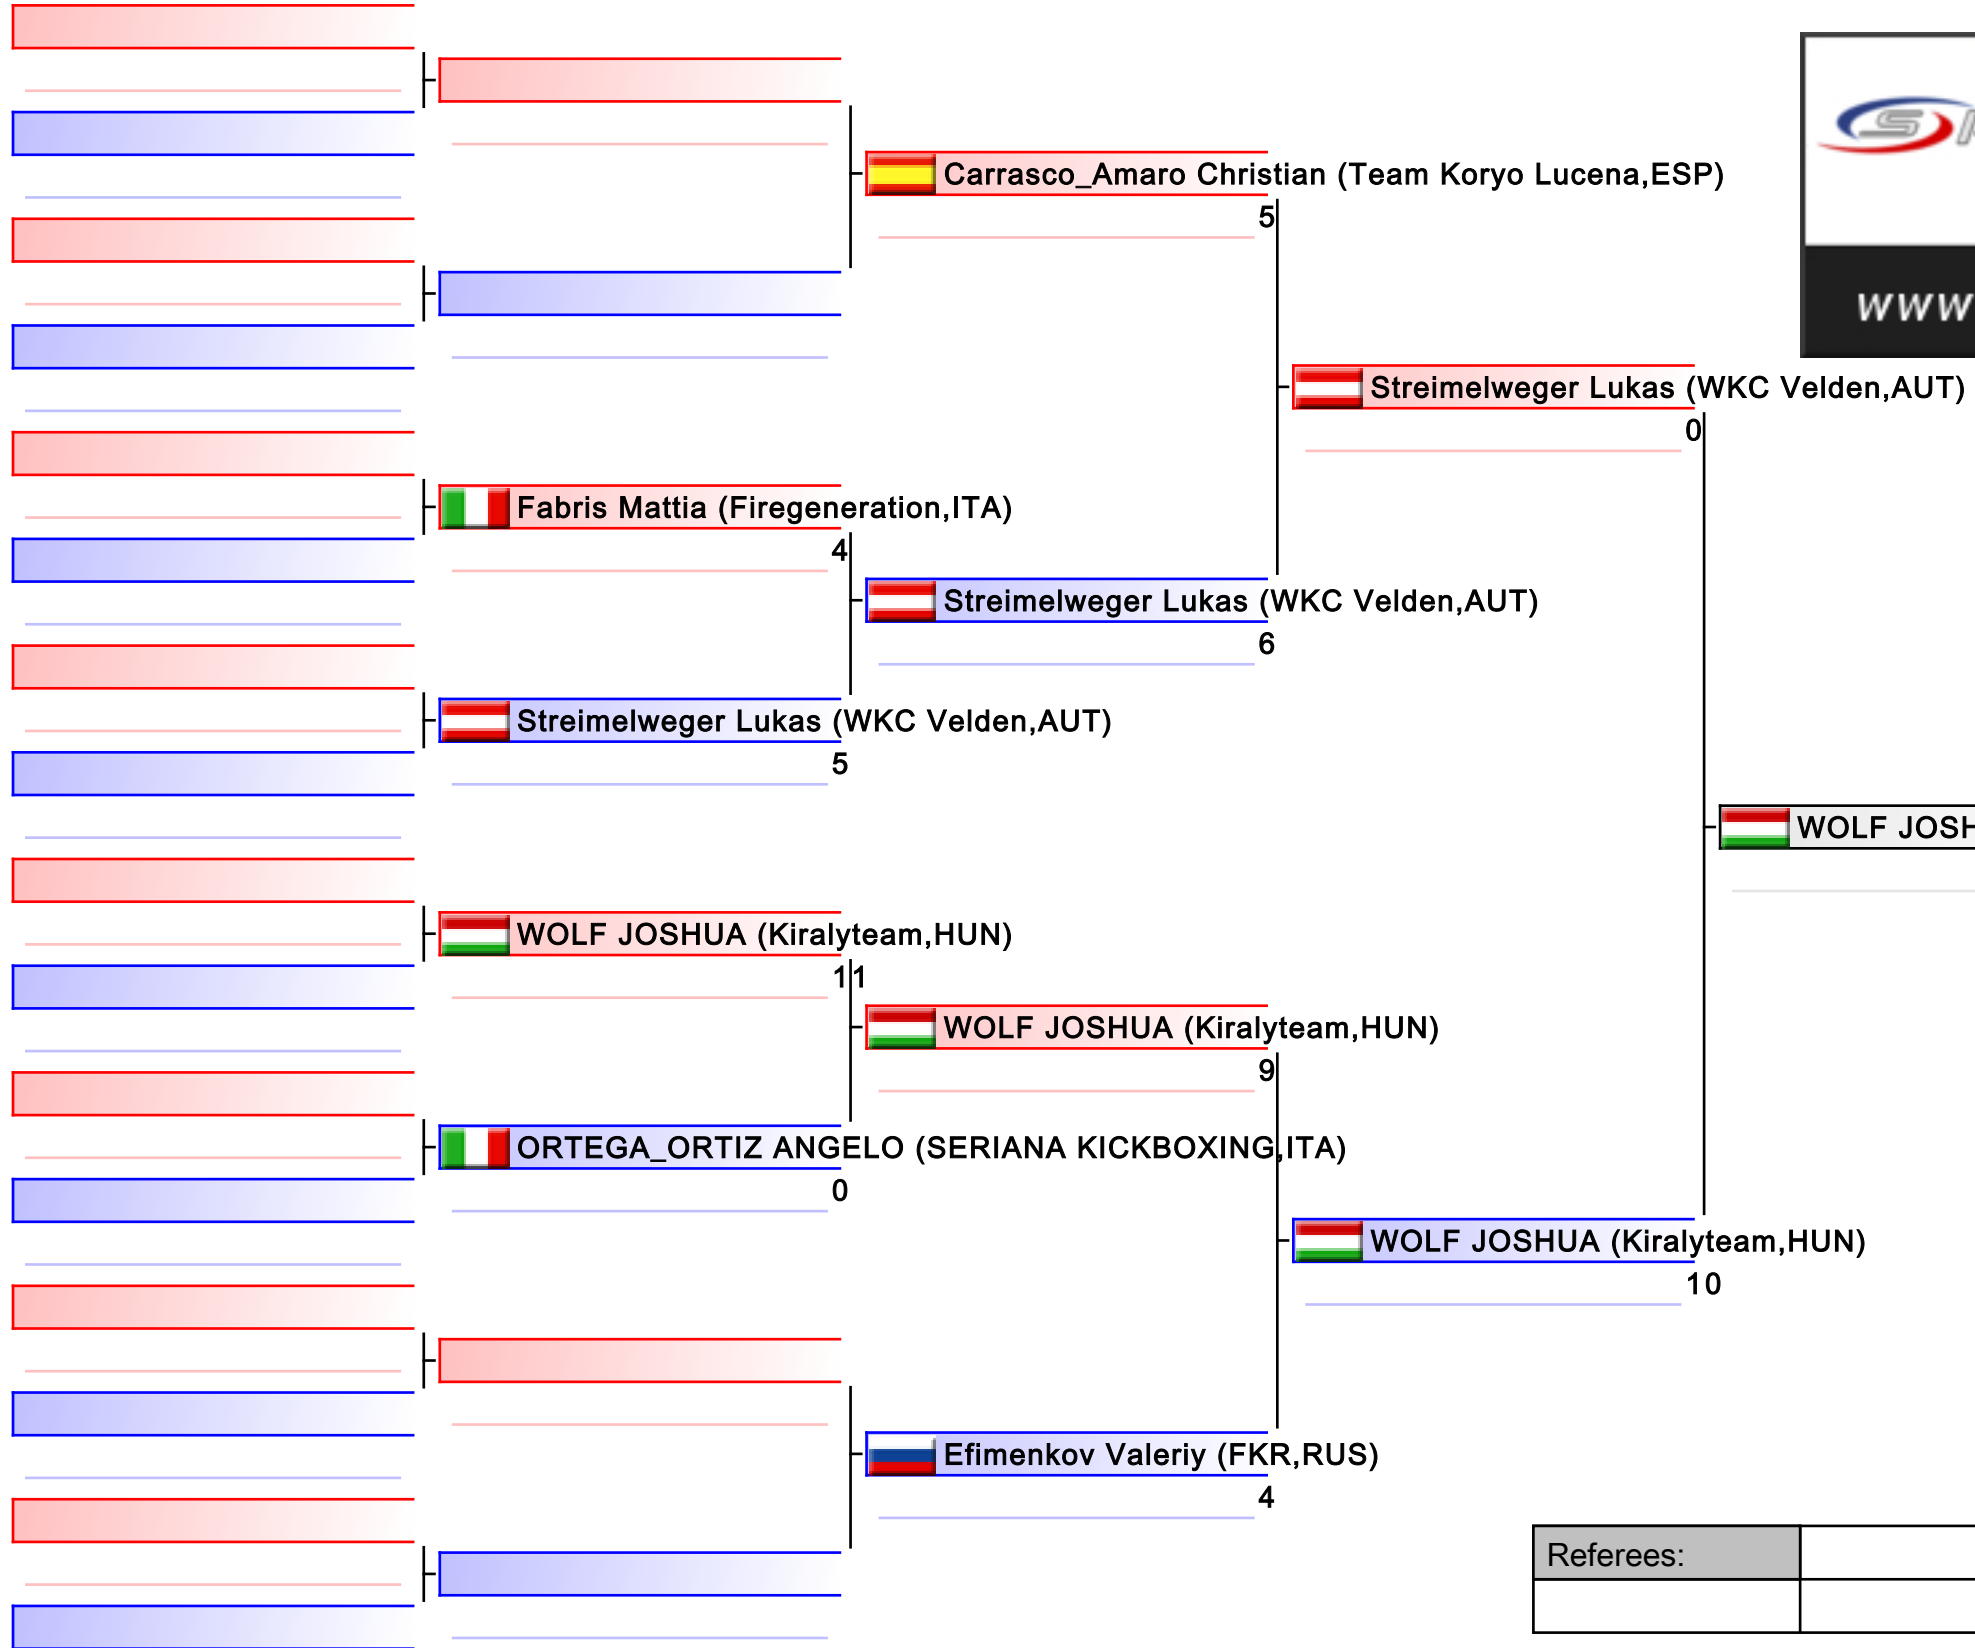 Carrasco_Amaro Christian (Team Koryo Lucena,ESP)
5
www
Streimelweger Lukas (WKC Velden,AUT)
0
Fabris Mattia (Firegeneration,ITA)
4
Streimelweger Lukas (WKC Velden,AUT)
6
Streimelweger Lukas (WKC Velden,AUT)
5
WOLF JOSH
WOLF JOSHUA (Kiralyteam,HUN)
11
WOLF JOSHUA (Kiralyteam,HUN)
9
ORTEGA_ORTIZ ANGELO (SERIANA KICKBOXING,ITA)
0
WOLF JOSHUA (Kiralyteam,HUN)
10
Efimenkov Valeriy (FKR,RUS)
4
Referees: